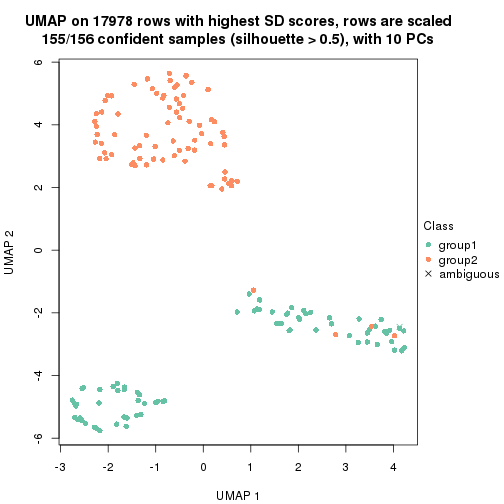 UMAP on 17978 rows with highest SD scores, rows are scaled
155/156 confident samples (silhouette > 0.5), with 10 PCs
6
4
2
0
-2
-4
-6
UMAP 2
-3
-2
-1
0
1
2
3
4
UMAP 1
Class
group1
group2
ambiguous